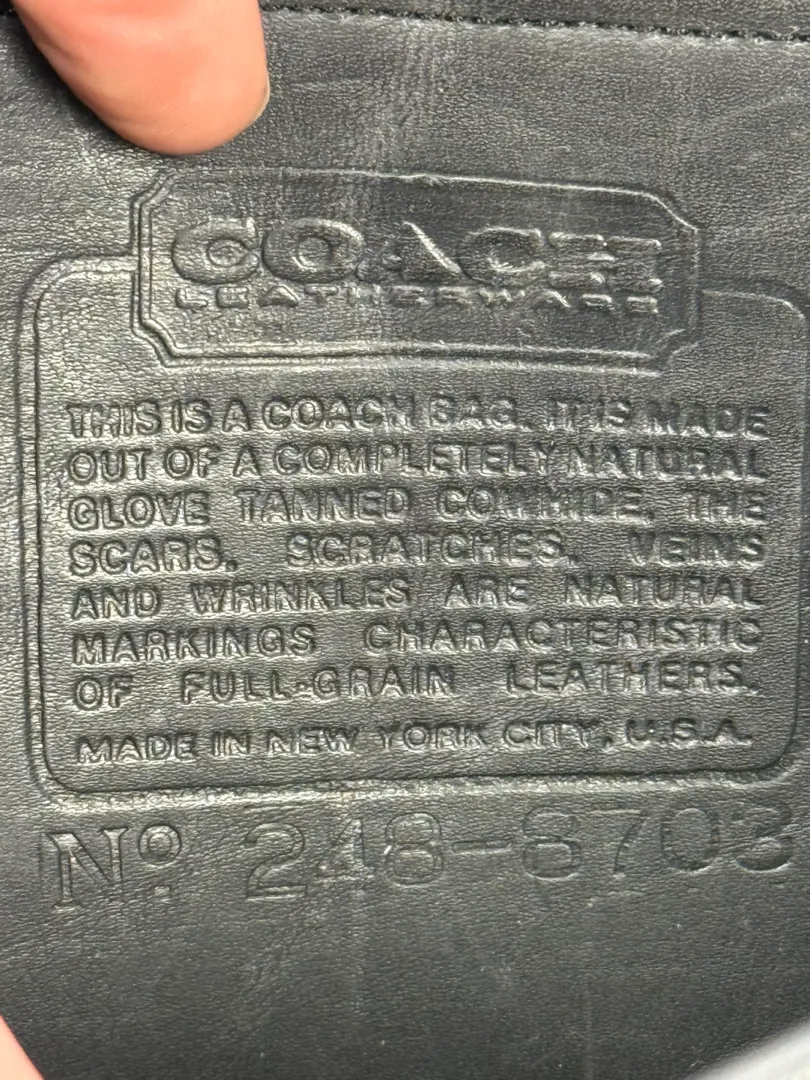 COACH
LEATHERWARE
THIS IS A COACH BAG. IT IS MADE
OUT OF A COMPLETELY NATURAL
GLOVE TANNED COWHIDE. THE
SCARS, SCRATCHES, VEINS
AND WRINKLES ARE NATURAL
MARKINGS CHARACTERISTIC
OF FULL-GRAIN LEATHERS.
MADE IN NEW YORK CITY, U.S.A.
Nº 248-8703